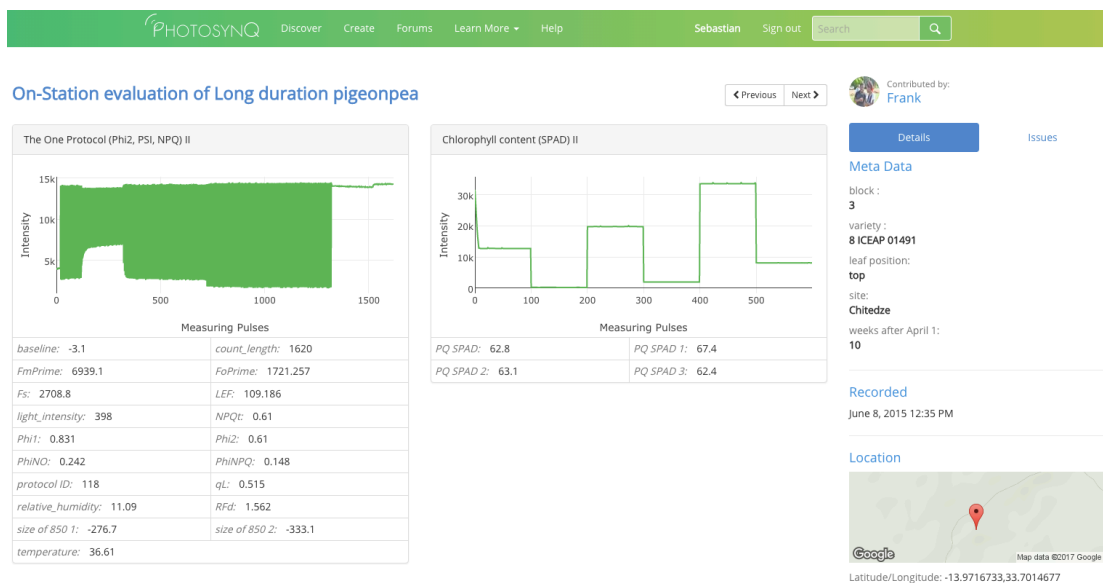 PHOTOSYNQ Discover Create Forums Learn More Help Sebastian Sign out Search
On-Station evaluation of Long duration pigeonpea
Previous Next
The One Protocol (Phi2, PSI, NPQ) II
15k
10k
5k
Intensity
0 500 1000 1500
Measuring Pulses
baseline: -3.1 count_length: 1620
FmPrime: 6939.1 FoPrime: 1721.257
Fs: 2708.8 LEF: 109.186
light_intensity: 398 NPQt: 0.61
Phi1: 0.831 Phi2: 0.61
PhiNO: 0.242 PhiNPQ: 0.148
protocol ID: 118 qL: 0.515
relative_humidity: 11.09 RFd: 1.562
size of 850 1: -276.7 size of 850 2: -333.1
temperature: 36.61
Chlorophyll content (SPAD) II
30k
20k
10k
0
Intensity
0 100 200 300 400 500
Measuring Pulses
PQ SPAD: 62.8 PQ SPAD 1: 67.4
PQ SPAD 2: 63.1 PQ SPAD 3: 62.4
Contributed by:
Frank
Details Issues
Meta Data
block :
3
variety :
8 ICEAP 01491
leaf position:
top
site:
Chitedze
weeks after April 1:
10
Recorded
June 8, 2015 12:35 PM
Location
Google Map data ©2017 Google
Latitude/Longitude: -13.9716733,33.7014677